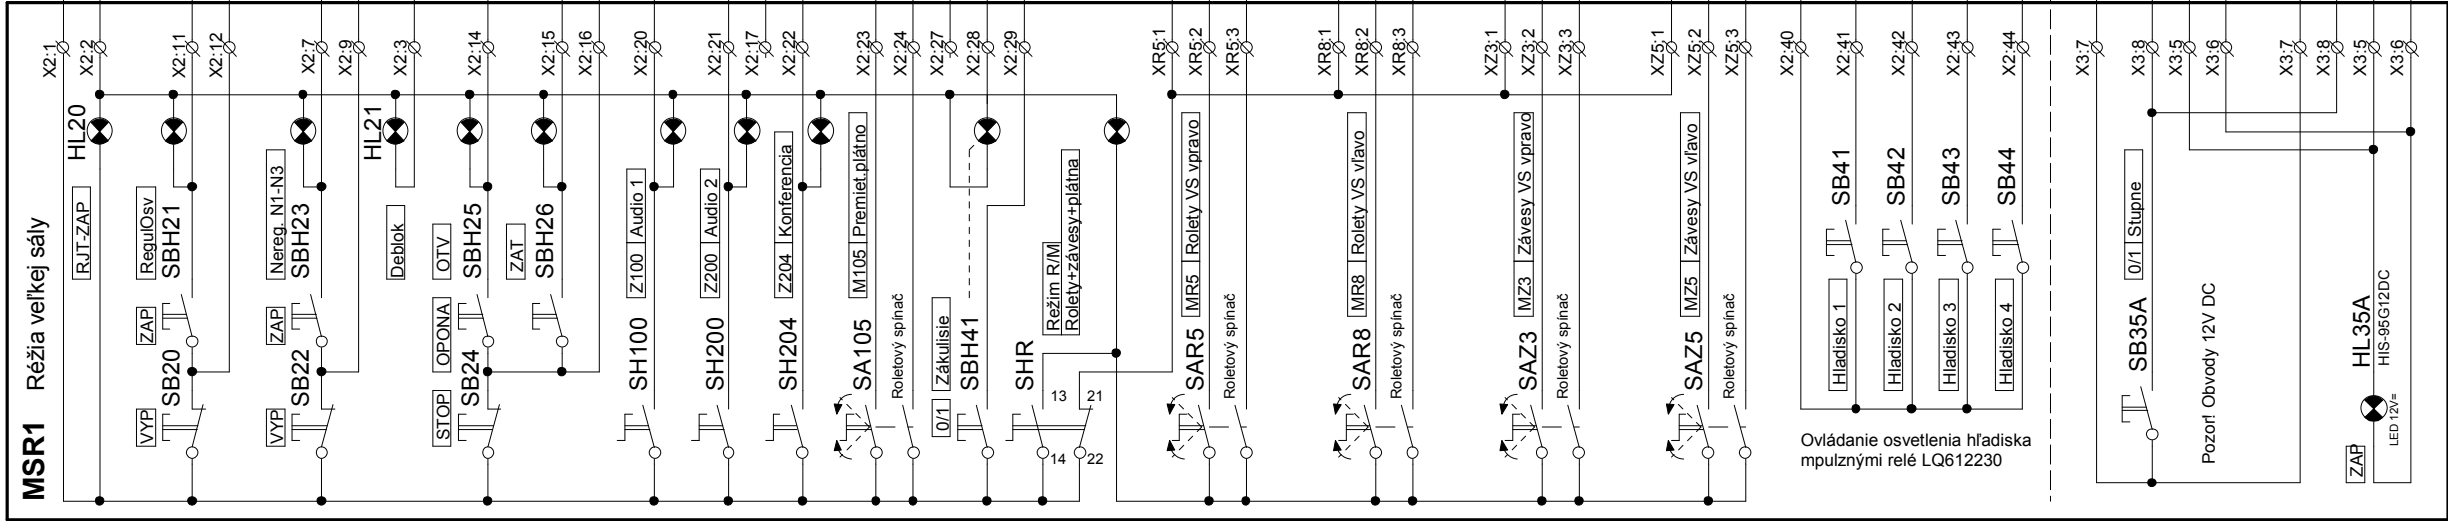 MSR1 Réžia veľkej sály
X2:1
X2:2
X2:11
X2:12
X2:7
X2:9
X2:3
X2:14
X2:15
X2:16
X2:20
X2:21
X2:17
X2:22
X2:23
X2:24
X2:27
X2:28
X2:29
XR5:1
XR5:2
XR5:3
XR8:1
XR8:2
XR8:3
XZ3:1
XZ3:2
XZ3:3
XZ5:1
XZ5:2
XZ5:3
X2:40
X2:41
X2:42
X2:43
X2:44
X3:7
X3:8
X3:5
X3:6
X3:7
X3:8
X3:5
X3:6
HL20
RJT-ZAP
RegulOsv
SBH21
ZAP
SB20
VYP
Nereg. N1-N3
SBH23
ZAP
SB22
VYP
HL21
Deblok
OTV
SBH25
OPONA
SB24
STOP
ZAT
SBH26
Z100 Audio 1
SH100
Z200 Audio 2
SH200
Z204 Konferencia
SH204
M105 Premiet.plátno
SA105
Roletový spínač
0/1 Zákulisie
SBH41
SHR
Režim R/M
Rolety+závesy+plátna
13
14
21
22
MR5 Rolety VS vpravo
SAR5
Roletový spínač
MR8 Rolety VS vľavo
SAR8
Roletový spínač
MZ3 Závesy VS vpravo
SAZ3
Roletový spínač
MZ5 Závesy VS vľavo
SAZ5
Roletový spínač
SB41
Hladisko 1
SB42
Hladisko 2
SB43
Hladisko 3
SB44
Hladisko 4
Ovládanie osvetlenia hľadiska
mpulznými relé LQ612230
0/1 Stupne
SB35A
Pozor! Obvody 12V DC
HL35A
HIS-95G12DC
LED 12V=
ZAP